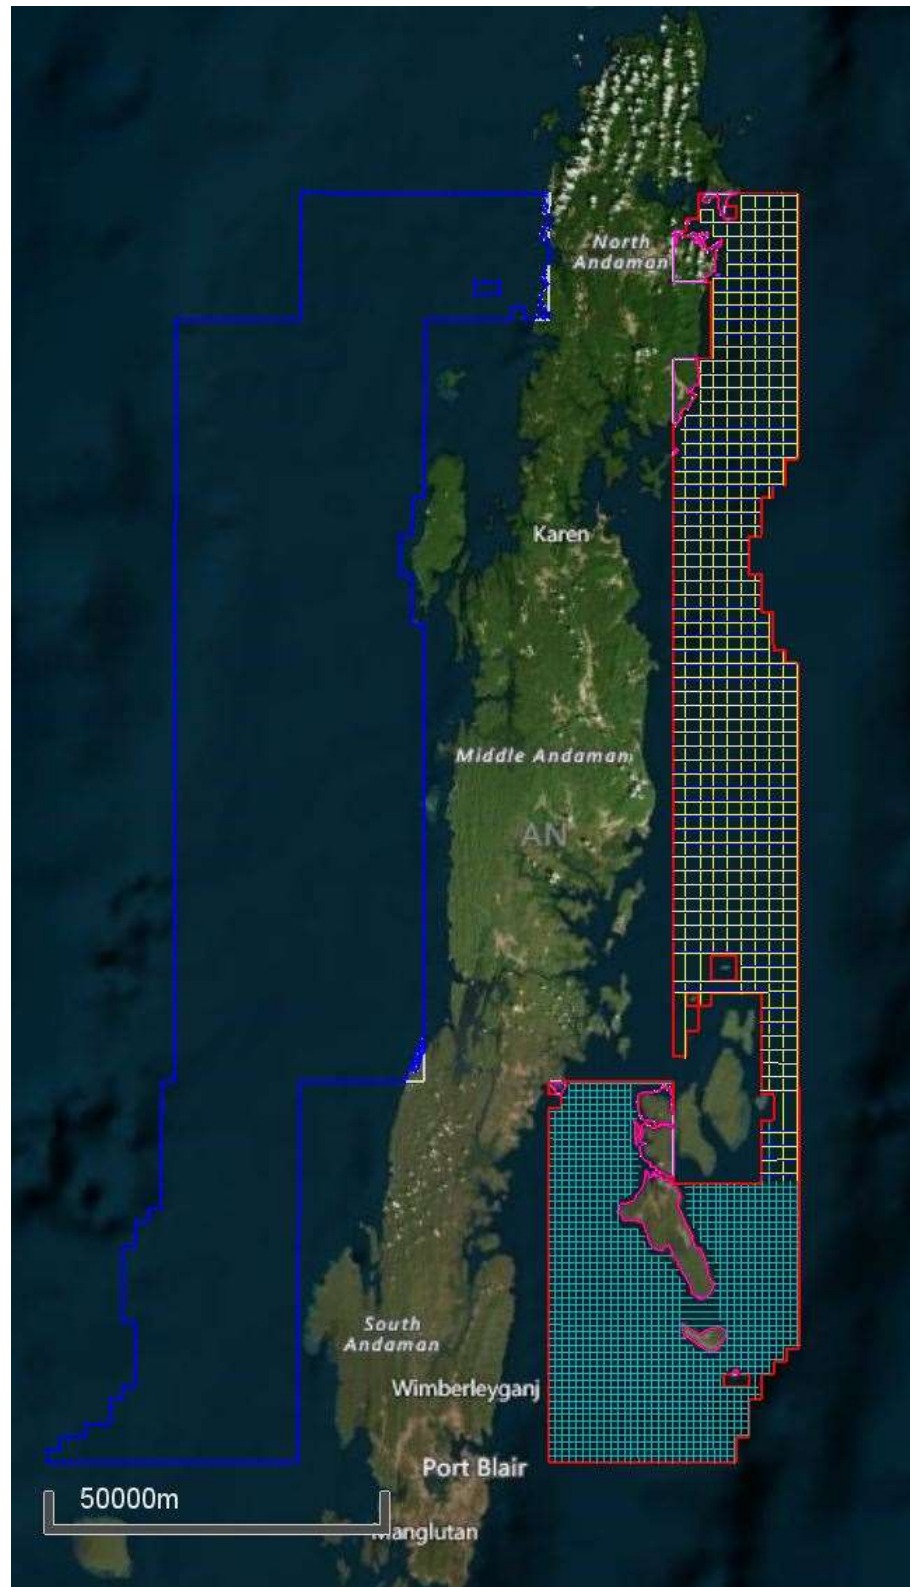 North
Andaman
Karen
Middle Andaman
AN
South
Andaman
Wimberleyganj
Port Blair
50000m
Manglutan